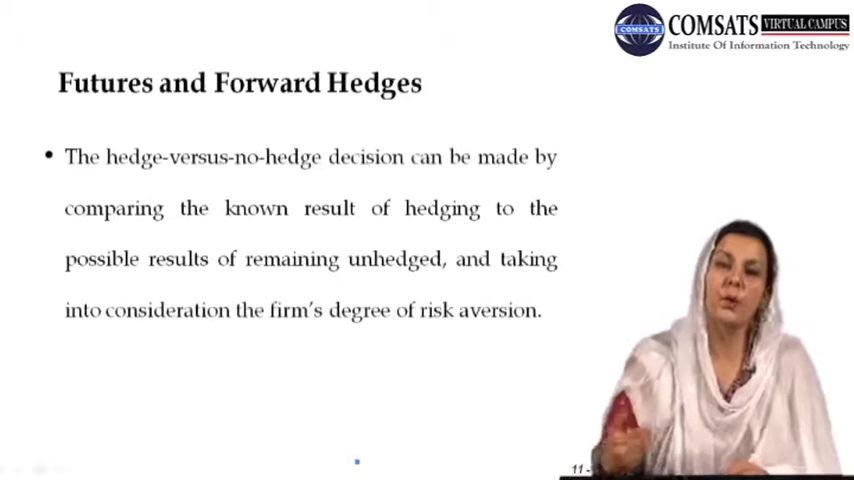 COMSATS VIRTUAL CAMPUS
Institute Of Information Technology
COMSATS
Futures and Forward Hedges
• The hedge-versus-no-hedge decision can be made by
comparing the known result of hedging to the
possible results of remaining unhedged, and taking
into consideration the firm's degree of risk aversion.